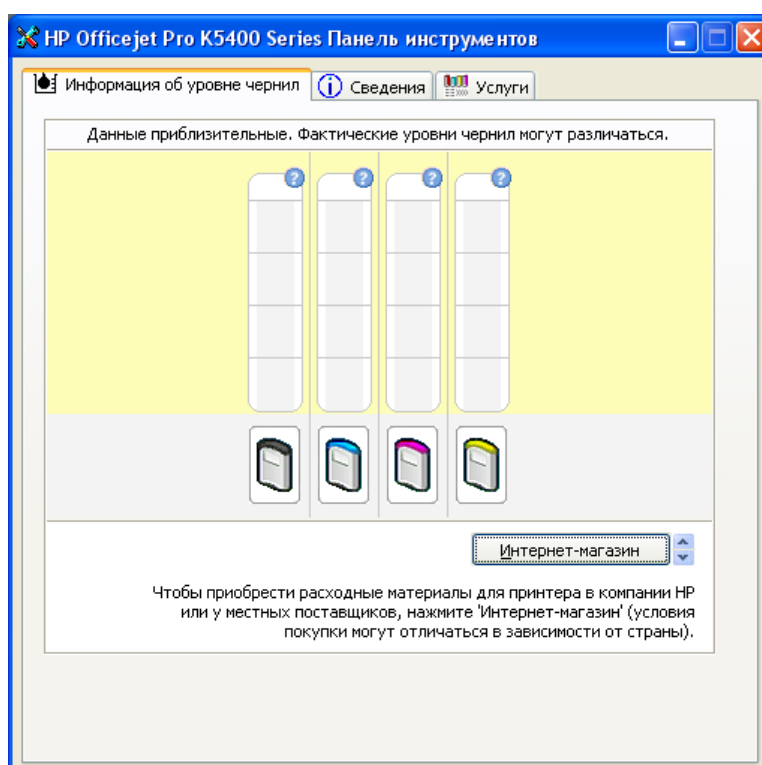 HP Officejet Pro K5400 Series Панель инструментов
Информация об уровне чернил Сведения Услуги
Данные приблизительные. Фактические уровни чернил могут различаться.
? ? ? ?
Интернет-магазин
Чтобы приобрести расходные материалы для принтера в компании HP
или у местных поставщиков, нажмите 'Интернет-магазин' (условия
покупки могут отличаться в зависимости от страны).